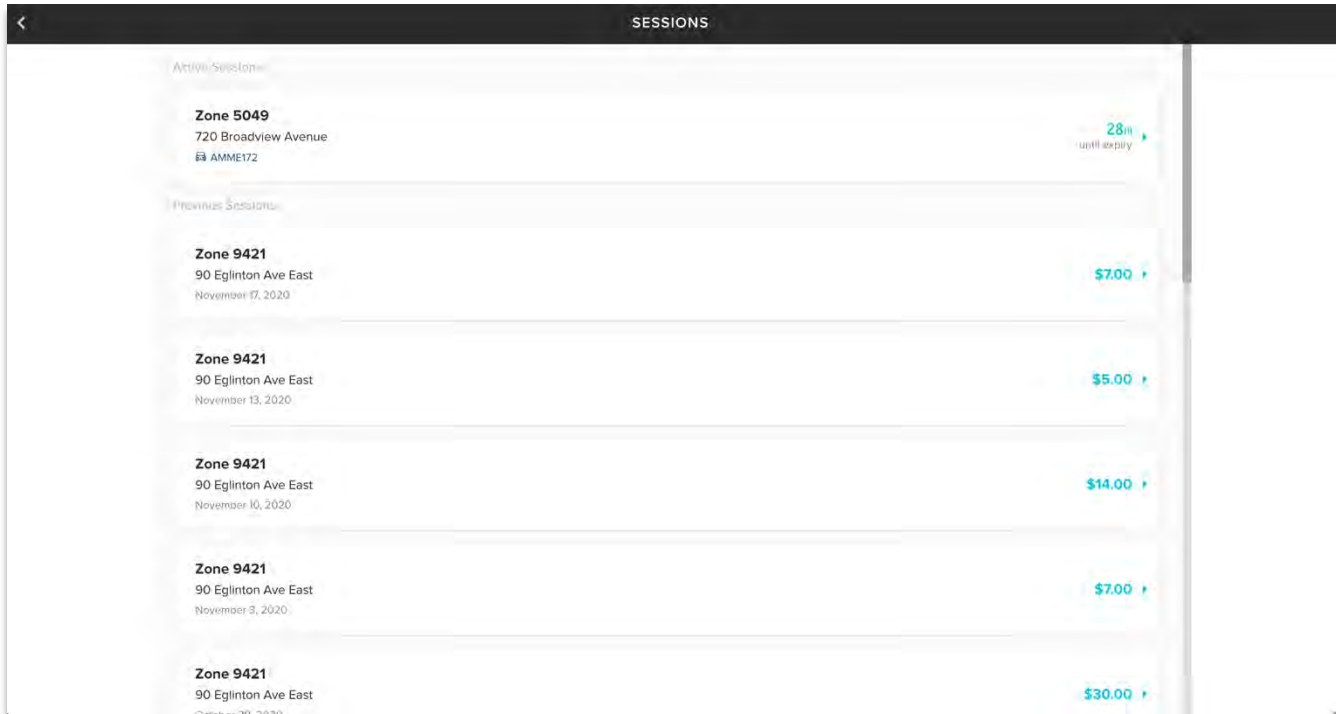 SESSIONS
Active Sessions
Zone 5049
720 Broadview Avenue
28m
until expiry
AMME172
Previous Sessions
Zone 9421
90 Eglinton Ave East
$7.00
November 17, 2020
Zone 9421
90 Eglinton Ave East
$5.00
November 13, 2020
Zone 9421
90 Eglinton Ave East
$14.00
November 10, 2020
Zone 9421
90 Eglinton Ave East
$7.00
November 3, 2020
Zone 9421
90 Eglinton Ave East
$30.00